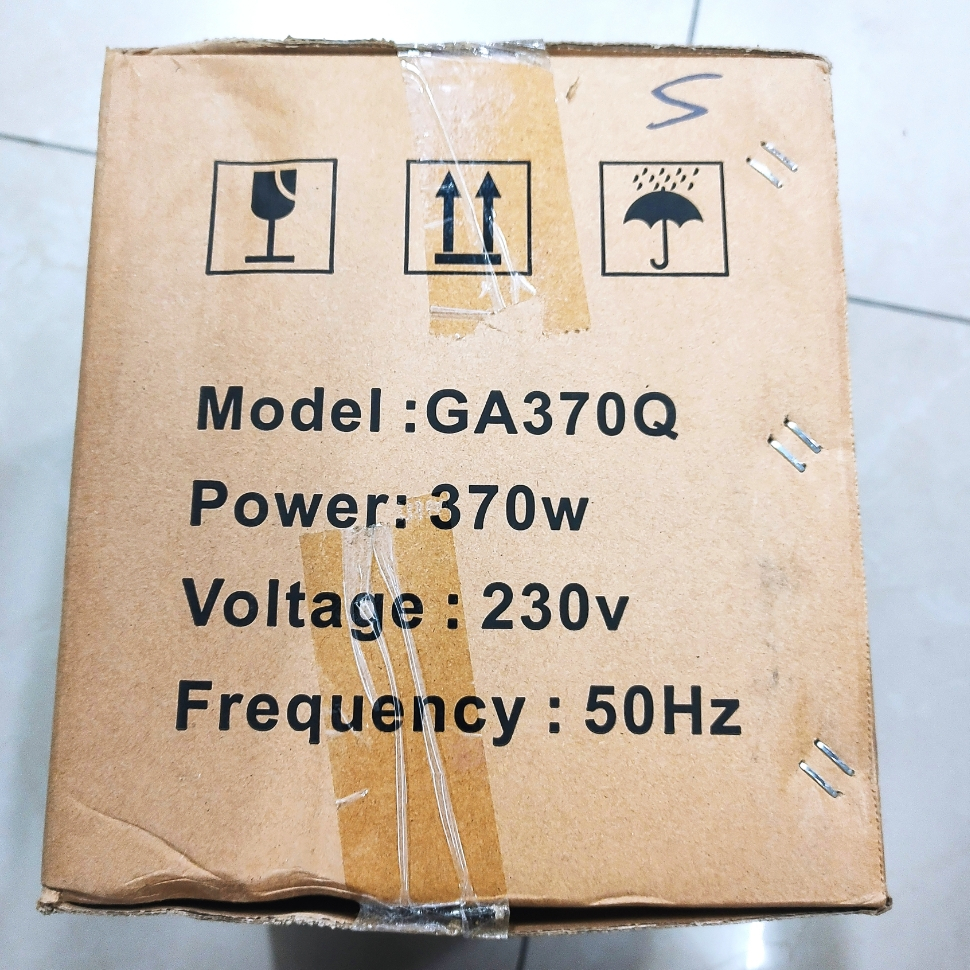 S
Model :GA370Q
Power: 370w
Voltage : 230v
Frequency : 50Hz